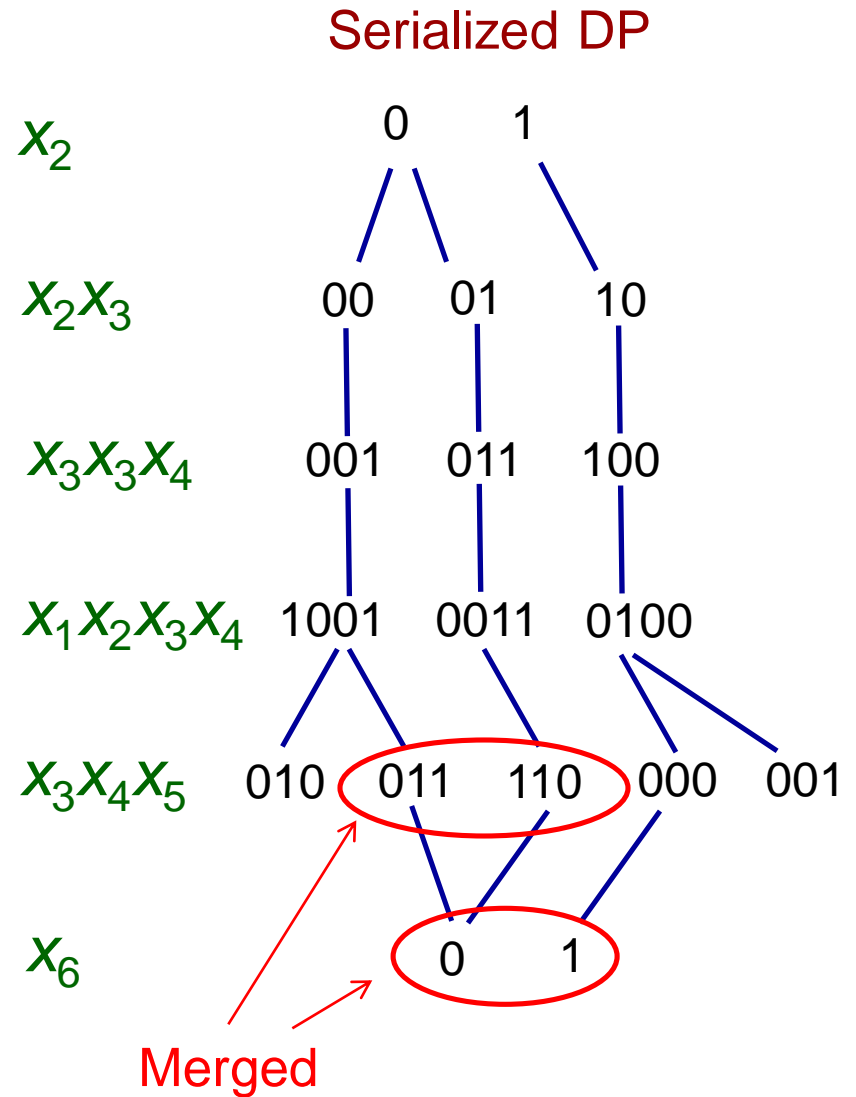 Serialized DP
x₂ 0 1
x₂x₃ 00 01 10
x₃x₃x₄ 001 011 100
x₁x₂x₃x₄ 1001 0011 0100
x₃x₄x₅ 010 011 110 000 001
x₆ 0 1
Merged